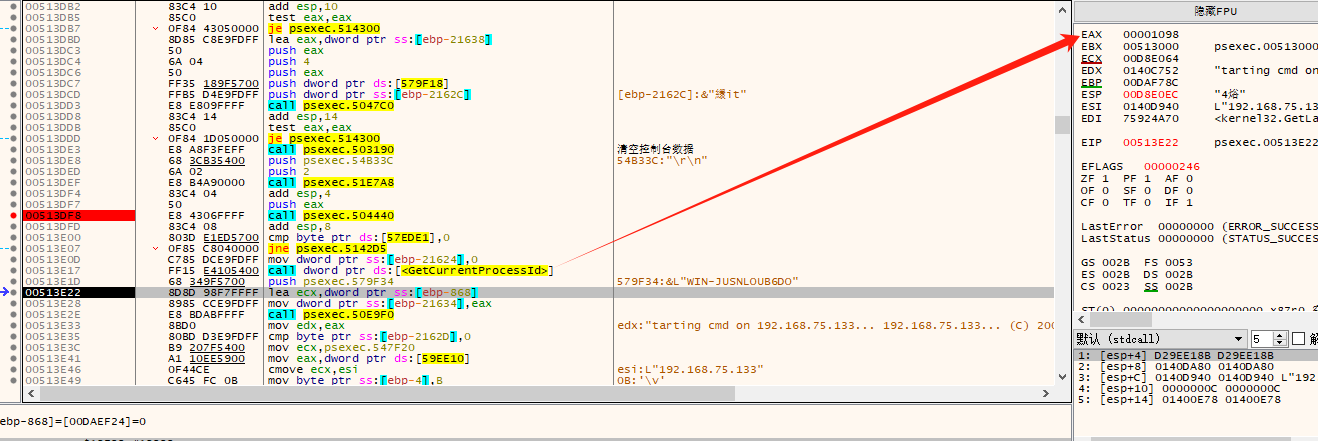 00513DB2 83C4 10 add esp,10
00513DB5 85C0 test eax,eax
00513DB7 0F84 43050000 je psexec.514300
00513DBD 8D85 C8E9FDFF lea eax,dword ptr ss:[ebp-21638]
00513DC3 50 push eax
00513DC4 6A 04 push 4
00513DC6 50 push eax
00513DC7 FF35 189F5700 push dword ptr ds:[579F18]
00513DCD FFB5 D4E9FDFF push dword ptr ss:[ebp-2162C] [ebp-2162C]:&"缓it"
00513DD3 E8 E809FFFF call psexec.5047C0
00513DD8 83C4 14 add esp,14
00513DDB 85C0 test eax,eax
00513DDD 0F84 1D050000 je psexec.514300
00513DE3 E8 A8F3FEFF call psexec.503190 清空控制台数据
00513DE8 68 3CB35400 push psexec.54B33C 54B33C:"\r\n"
00513DED 6A 02 push 2
00513DEF E8 B4A90000 call psexec.51E7A8
00513DF4 83C4 04 add esp,4
00513DF7 50 push eax
00513DF8 E8 4306FFFF call psexec.504440
00513DFD 83C4 08 add esp,8
00513E00 803D E1ED5700 cmp byte ptr ds:[57EDE1],0
00513E07 0F85 C8040000 jne psexec.5142D5
00513E0D C785 DCE9FDFF mov dword ptr ss:[ebp-21624],0
00513E17 FF15 E4105400 call dword ptr ds:[<GetCurrentProcessId>]
00513E1D 68 349F5700 push psexec.579F34 579F34:&L"WIN-JUSNLOUB6DO"
00513E22 8D8D 98F7FFFF lea ecx,dword ptr ss:[ebp-868]
00513E28 8985 CCE9FDFF mov dword ptr ss:[ebp-21634],eax
00513E2E E8 BDABFFFF call psexec.50E9F0
00513E33 8BD0 mov edx,eax edx:"tarting cmd on 192.168.75.133... 192.168.75.133... (C) 200
00513E35 80BD D3E9FDFF cmp byte ptr ss:[ebp-2162D],0
00513E3C B9 207F5400 mov ecx,psexec.547F20
00513E41 A1 10EE5900 mov eax,dword ptr ds:[59EE10]
00513E46 0F44CE cmove ecx,esi esi:L"192.168.75.133"
00513E49 C645 FC 0B mov byte ptr ss:[ebp-4],B 0B:'\v'
ebp-868]=[00DAEF24]=0
隐藏FPU
EAX 00001098
EBX 00513000 psexec.00513000
ECX 00D8E064
EDX 0140C752 "tarting cmd on
EBP 00DAF78C
ESP 00D8E0EC "4浴
ESI 0140D940 L"192.168.75.133
EDI 75924A70 <kernel32.GetLa
EIP 00513E22 psexec.00513E22
EFLAGS 00000246
ZF 1 PF 1 AF 0
OF 0 SF 0 DF 0
CF 0 TF 0 IF 1
LastError 00000000 (ERROR_SUCCESS
LastStatus 00000000 (STATUS_SUCCESS
GS 002B FS 0053
ES 002B DS 002B
CS 0023 SS 002B
默认 (stdcall) 5
1: [esp+4] D29EE18B D29EE18B
2: [esp+8] 0140DA80 0140DA80
3: [esp+C] 0140D940 0140D940 L"192
4: [esp+10] 0000000C 0000000C
5: [esp+14] 01400E78 01400E78